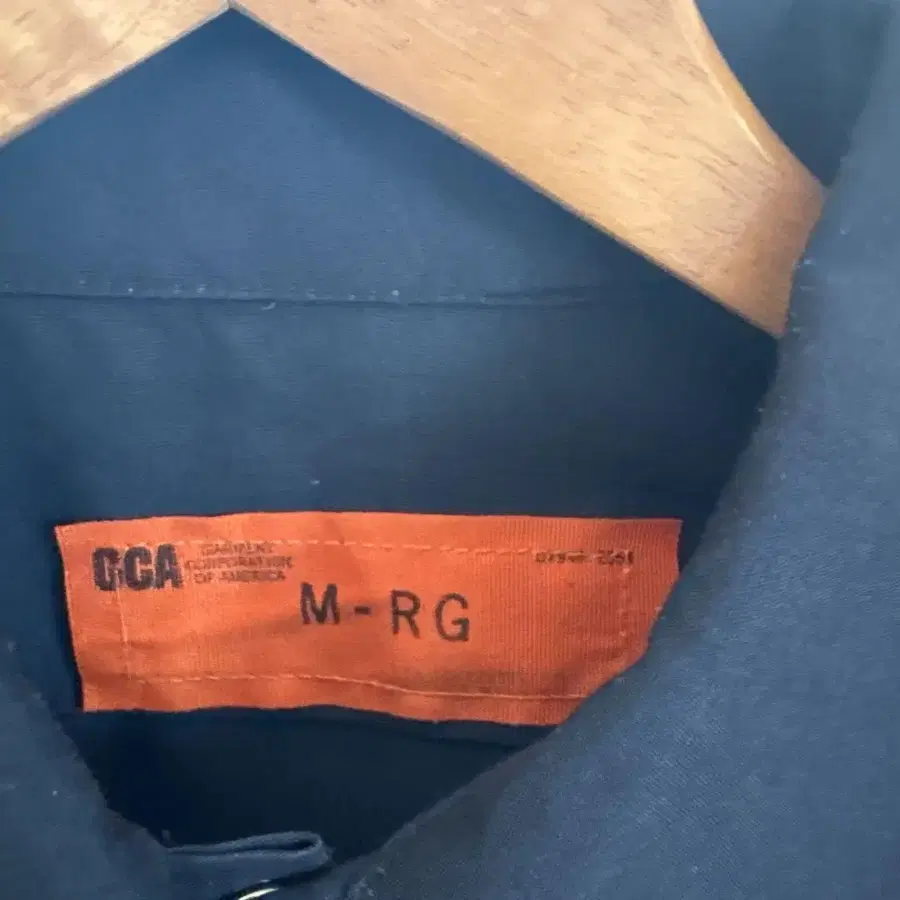 GCA
GARMENT
CORPORATION
OF AMERICA
M-RG